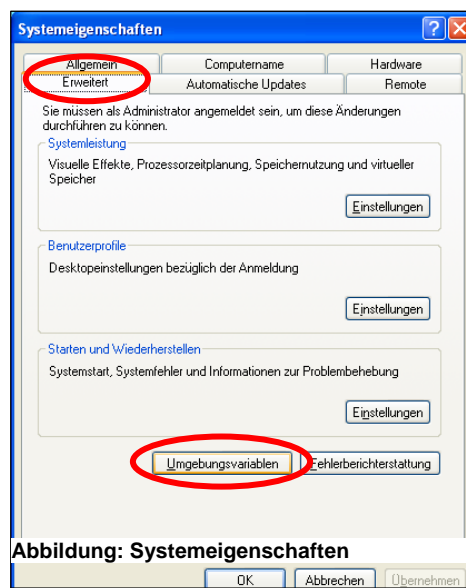 Systemeigenschaften
Allgemein Computername Hardware
Erweitert Automatische Updates Remote
Sie müssen als Administrator angemeldet sein, um diese Änderungen
durchführen zu können.
Systemleistung
Visuelle Effekte, Prozessorzeitplanung, Speichernutzung und virtueller
Speicher
Einstellungen
Benutzerprofile
Desktopeinstellungen bezüglich der Anmeldung
Einstellungen
Starten und Wiederherstellen
Systemstart, Systemfehler und Informationen zur Problembehebung
Einstellungen
Umgebungsvariablen Fehlerberichterstattung
Abbildung: Systemeigenschaften
OK Abbrechen Übernehmen